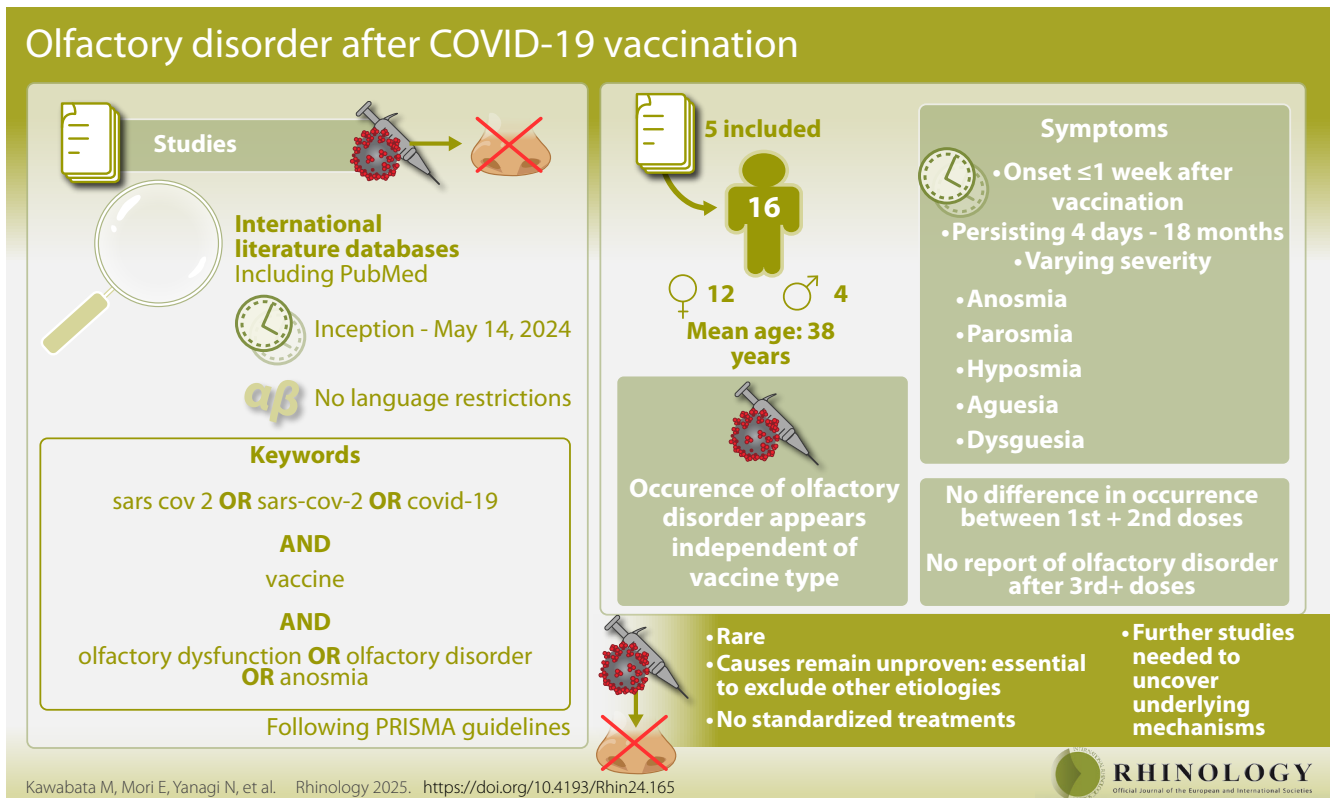 Olfactory disorder after COVID-19 vaccination
Studies
International
literature databases
Including PubMed
Inception - May 14, 2024
αβ
No language restrictions
Keywords
sars cov 2 OR sars-cov-2 OR covid-19
AND
vaccine
AND
olfactory dysfunction OR olfactory disorder
OR anosmia
Following PRISMA guidelines
5 included
16
♀ 12 ♂ 4
Mean age: 38
years
Occurence of olfactory
disorder appears
independent of
vaccine type
Symptoms
•Onset ≤1 week after
vaccination
•Persisting 4 days - 18 months
•Varying severity
•Anosmia
•Parosmia
•Hyposmia
•Aguesia
•Dysguesia
No difference in occurrence
between 1st + 2nd doses
No report of olfactory disorder
after 3rd+ doses
•Rare
•Causes remain unproven: essential
to exclude other etiologies
•No standardized treatments
•Further studies
needed to
uncover
underlying
mechanisms
Kawabata M, Mori E, Yanagi N, et al. Rhinology 2025. https://doi.org/10.4193/Rhin24.165
RHINOLOGY
Official Journal of the European and International Societies